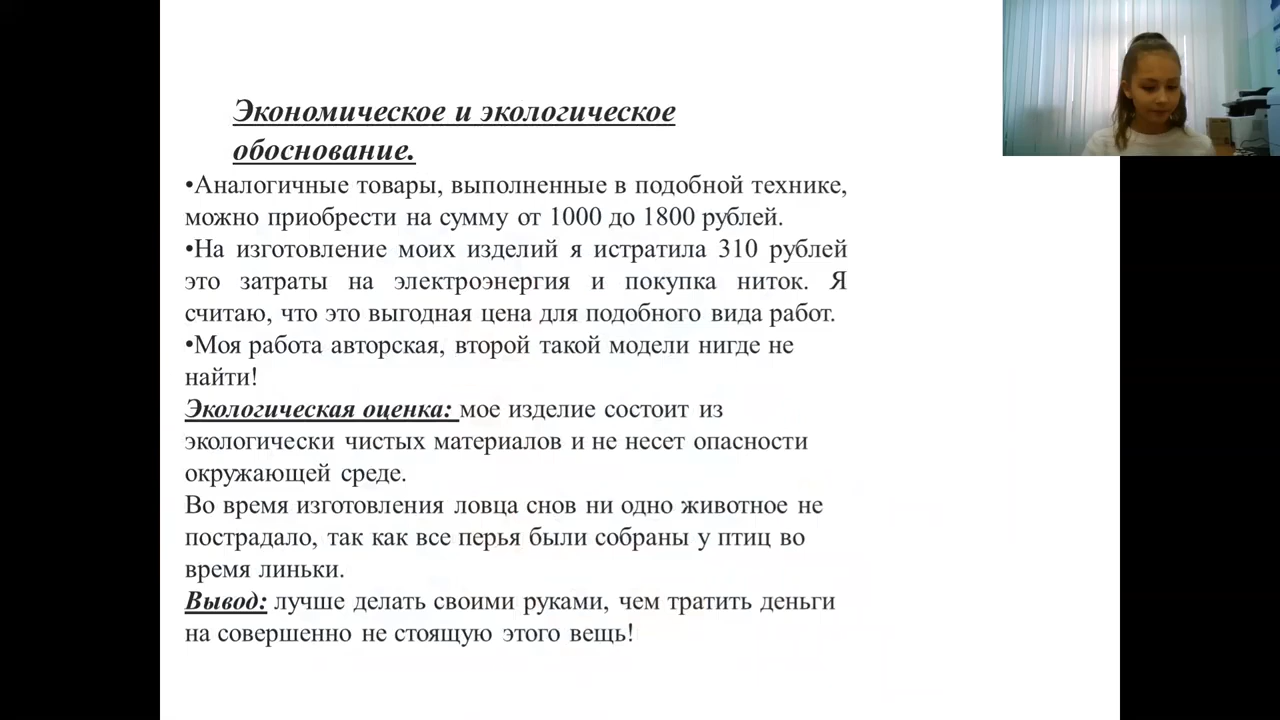 Экономическое и экологическое
обоснование.
•Аналогичные товары, выполненные в подобной технике,
можно приобрести на сумму от 1000 до 1800 рублей.
•На изготовление моих изделий я истратила 310 рублей
это затраты на электроэнергия и покупка ниток. Я
считаю, что это выгодная цена для подобного вида работ.
•Моя работа авторская, второй такой модели нигде не
найти!
Экологическая оценка: мое изделие состоит из
экологически чистых материалов и не несет опасности
окружающей среде.
Во время изготовления ловца снов ни одно животное не
пострадало, так как все перья были собраны у птиц во
время линьки.
Вывод: лучше делать своими руками, чем тратить деньги
на совершенно не стоящую этого вещь!